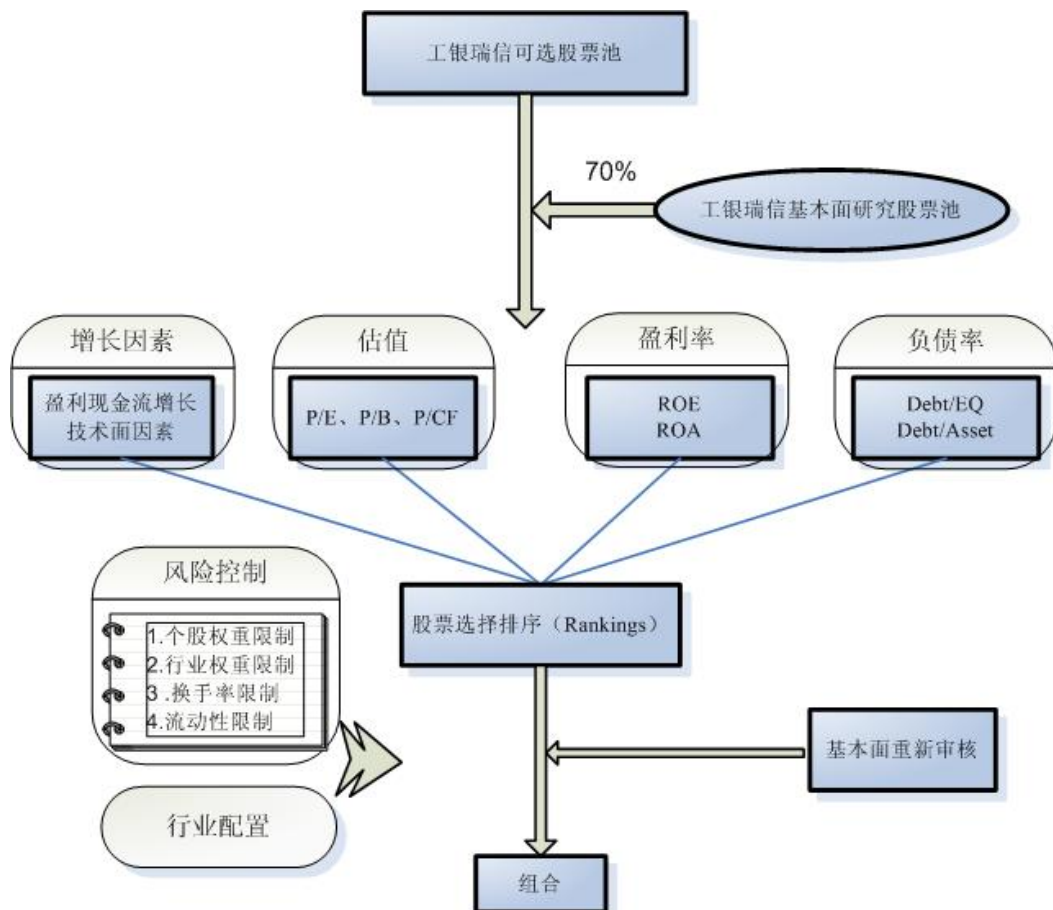 工银瑞信可选股票池
70%
工银瑞信基本面研究股票池
增长因素
盈利现金流增长
技术面因素
估值
P/E、P/B、P/CF
盈利率
ROE
ROA
负债率
Debt/EQ
Debt/Asset
风险控制
1.个股权重限制
2.行业权重限制
3 .换手率限制
4.流动性限制
行业配置
股票选择排序（Rankings）
基本面重新审核
组合